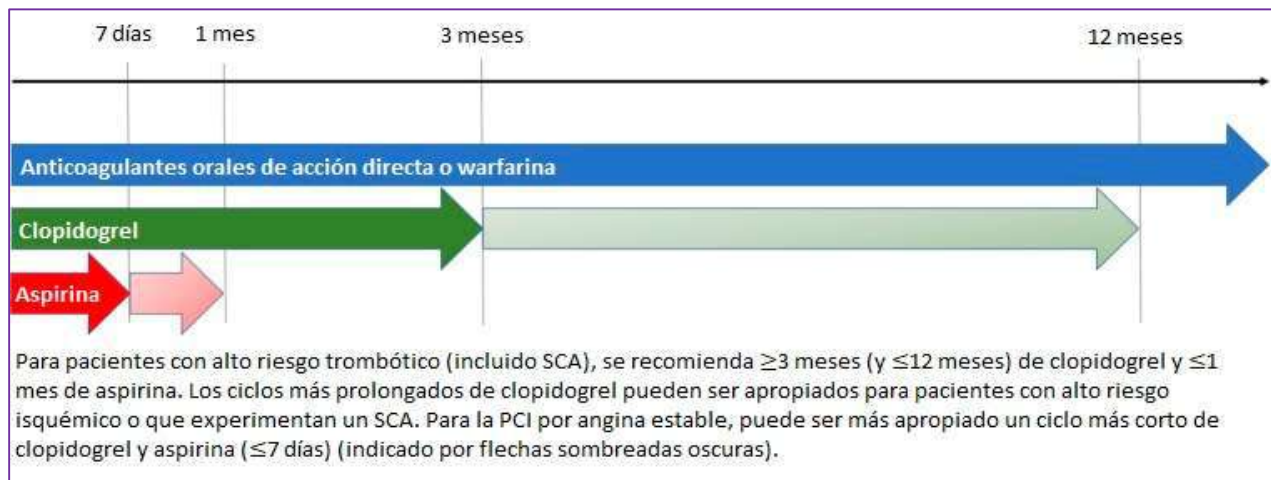 7 días 1 mes 3 meses 12 meses
Anticoagulantes orales de acción directa o warfarina
Clopidogrel
Aspirina
Para pacientes con alto riesgo trombótico (incluido SCA), se recomienda ≥3 meses (y ≤12 meses) de clopidogrel y ≤1
mes de aspirina. Los ciclos más prolongados de clopidogrel pueden ser apropiados para pacientes con alto riesgo
isquémico o que experimentan un SCA. Para la PCI por angina estable, puede ser más apropiado un ciclo más corto de
clopidogrel y aspirina (≤7 días) (indicado por flechas sombreadas oscuras).